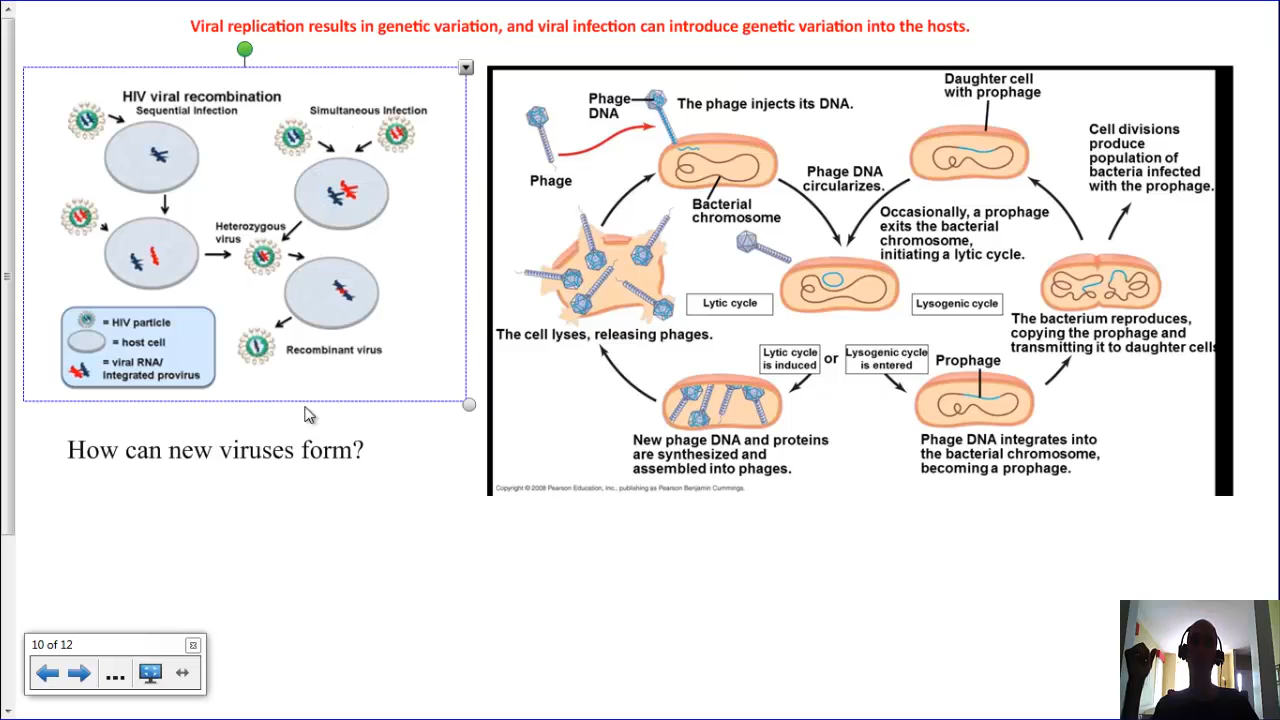 Viral replication results in genetic variation, and viral infection can introduce genetic variation into the hosts.
HIV viral recombination
Sequential Infection
Simultaneous Infection
Heterozygous
virus
= HIV particle
= host cell
= viral RNA/
Integrated provirus
Recombinant virus
How can new viruses form?
Phage
DNA
The phage injects its DNA.
Phage
Bacterial
chromosome
Daughter cell
with prophage
Cell divisions
produce
population of
bacteria infected
with the prophage.
Phage DNA
circularizes.
Occasionally, a prophage
exits the bacterial
chromosome,
initiating a lytic cycle.
Lytic cycle
Lysogenic cycle
The cell lyses, releasing phages.
The bacterium reproduces,
copying the prophage and
transmitting it to daughter cells
Lytic cycle
is induced
or
Lysogenic cycle
is entered
Prophage
New phage DNA and proteins
are synthesized and
assembled into phages.
Phage DNA integrates into
the bacterial chromosome,
becoming a prophage.
Copyright © 2008 Pearson Education, Inc., publishing as Pearson Benjamin Cummings.
10 of 12